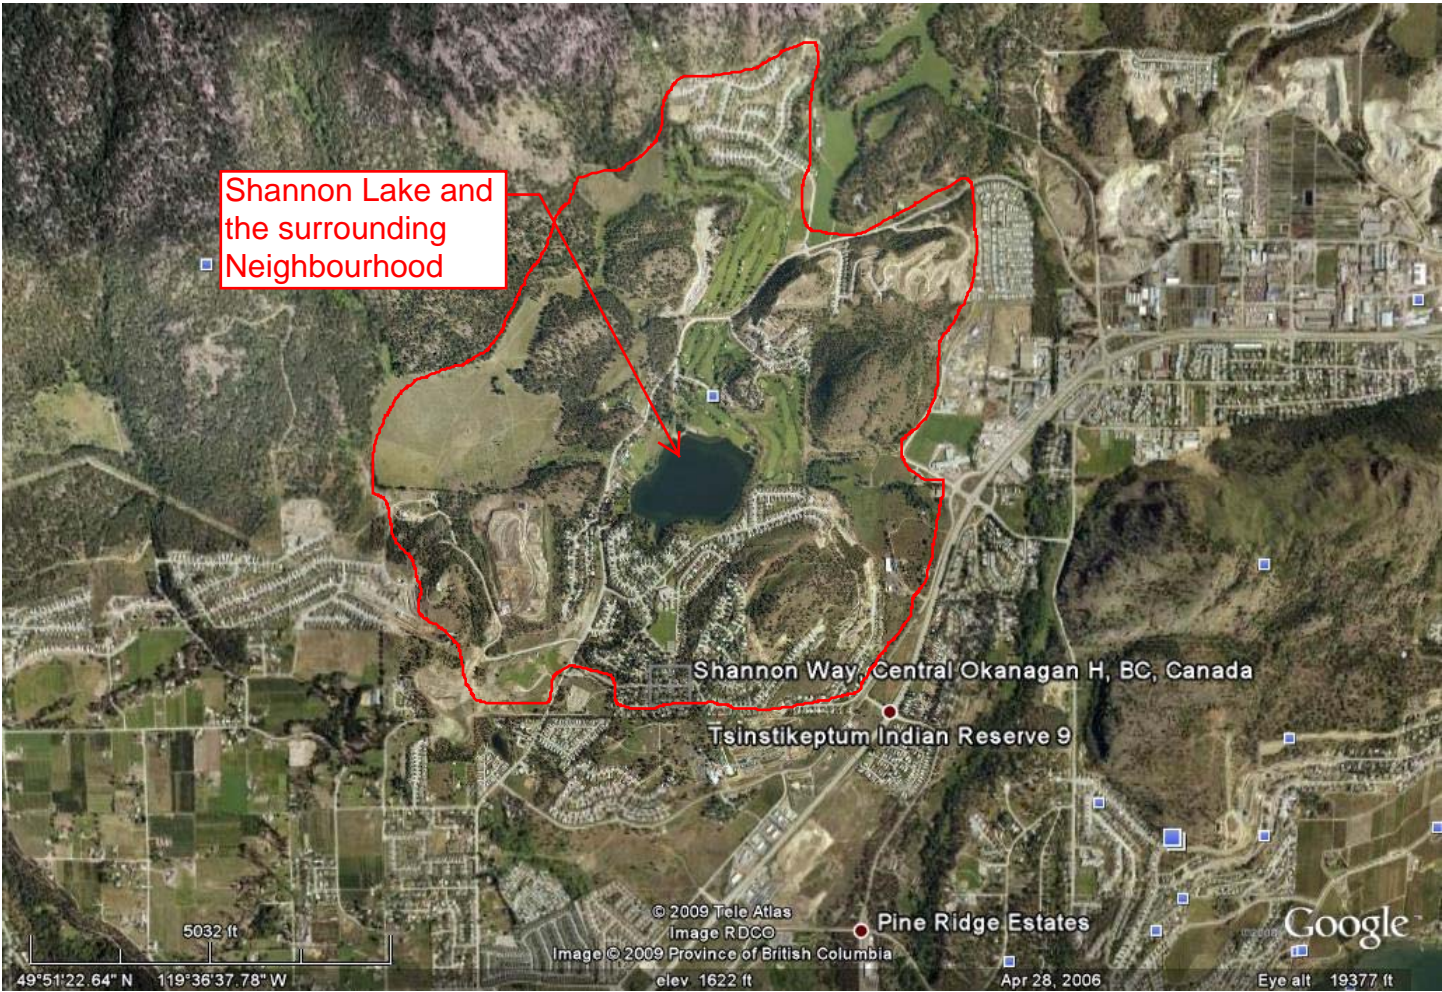 Shannon Lake and
the surrounding
Neighbourhood
Shannon Way, Central Okanagan H, BC, Canada
Tsinstikeptum Indian Reserve 9
Pine Ridge Estates
© 2009 Tele Atlas
Image RDCO
Image © 2009 Province of British Columbia
Google
5032 ft
49°51'22.64" N 119°36'37.78" W elev 1622 ft Apr 28, 2006 Eye alt 19377 ft